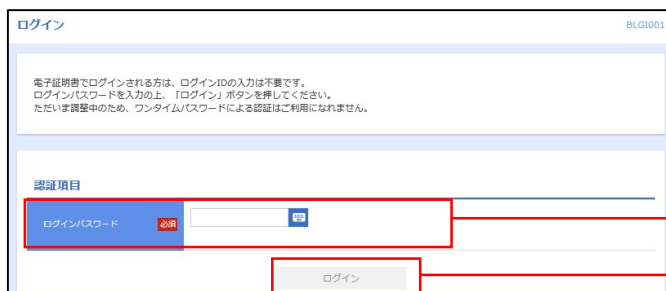 ログイン
BLGI001
電子証明書でログインされる方は、ログインIDの入力は不要です。
ログインパスワードを入力の上、「ログイン」ボタンを押してください。
ただいま調整中のため、ワンタイムパスワードによる認証はご利用になれません。
認証項目
ログインパスワード 必須
ログイン